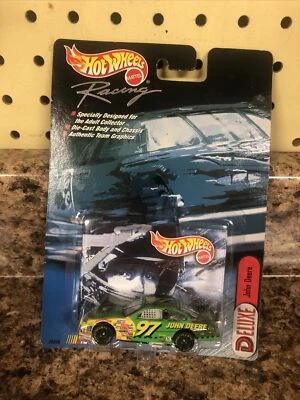 Hot Wheels
MATTEL
Racing
Specially Designed for
the Adult Collector
Die-Cast Body and Chassis
Authentic Team Graphics
Hot Wheels
MATTEL
DELUXE
John Deere
97
JOHN DEERE